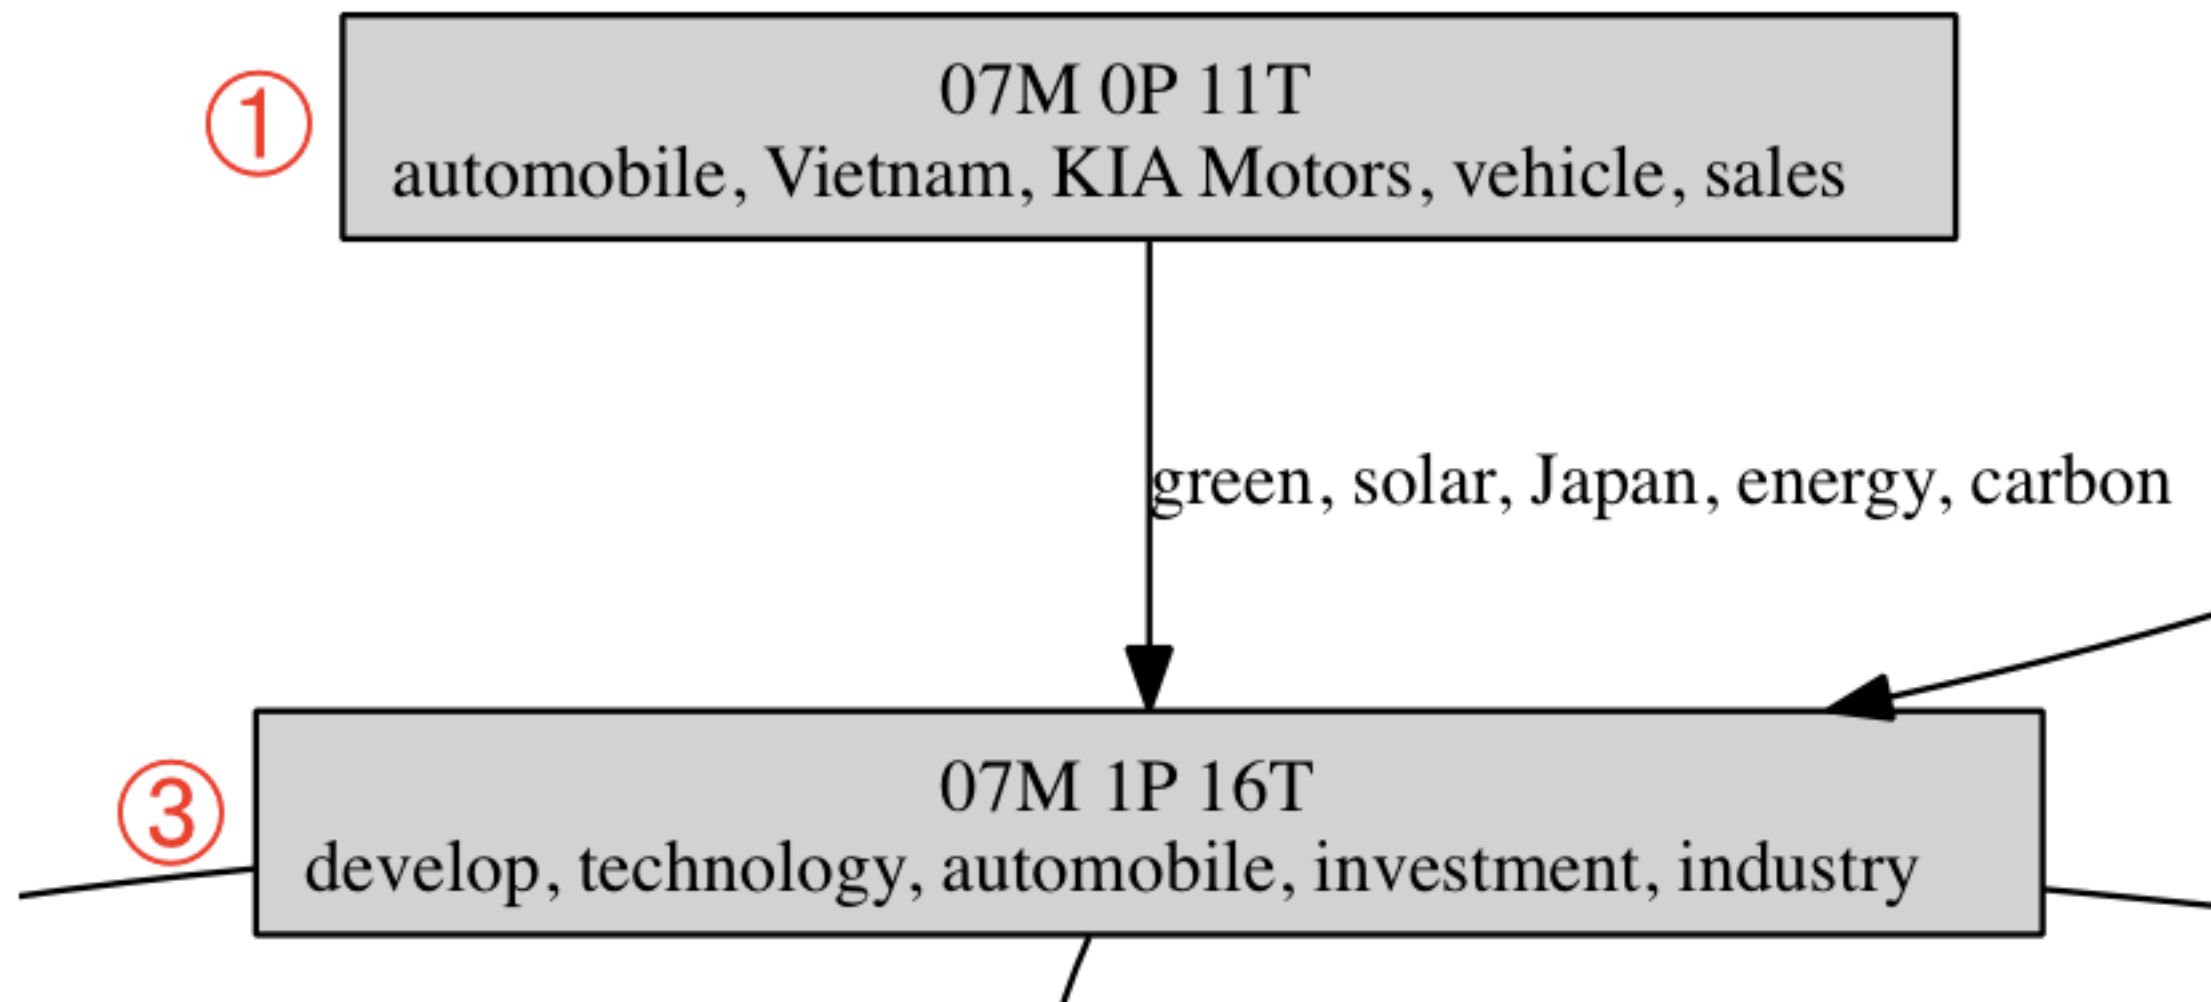 ①
07M 0P 11T
automobile, Vietnam, KIA Motors, vehicle, sales
green, solar, Japan, energy, carbon
③
07M 1P 16T
develop, technology, automobile, investment, industry